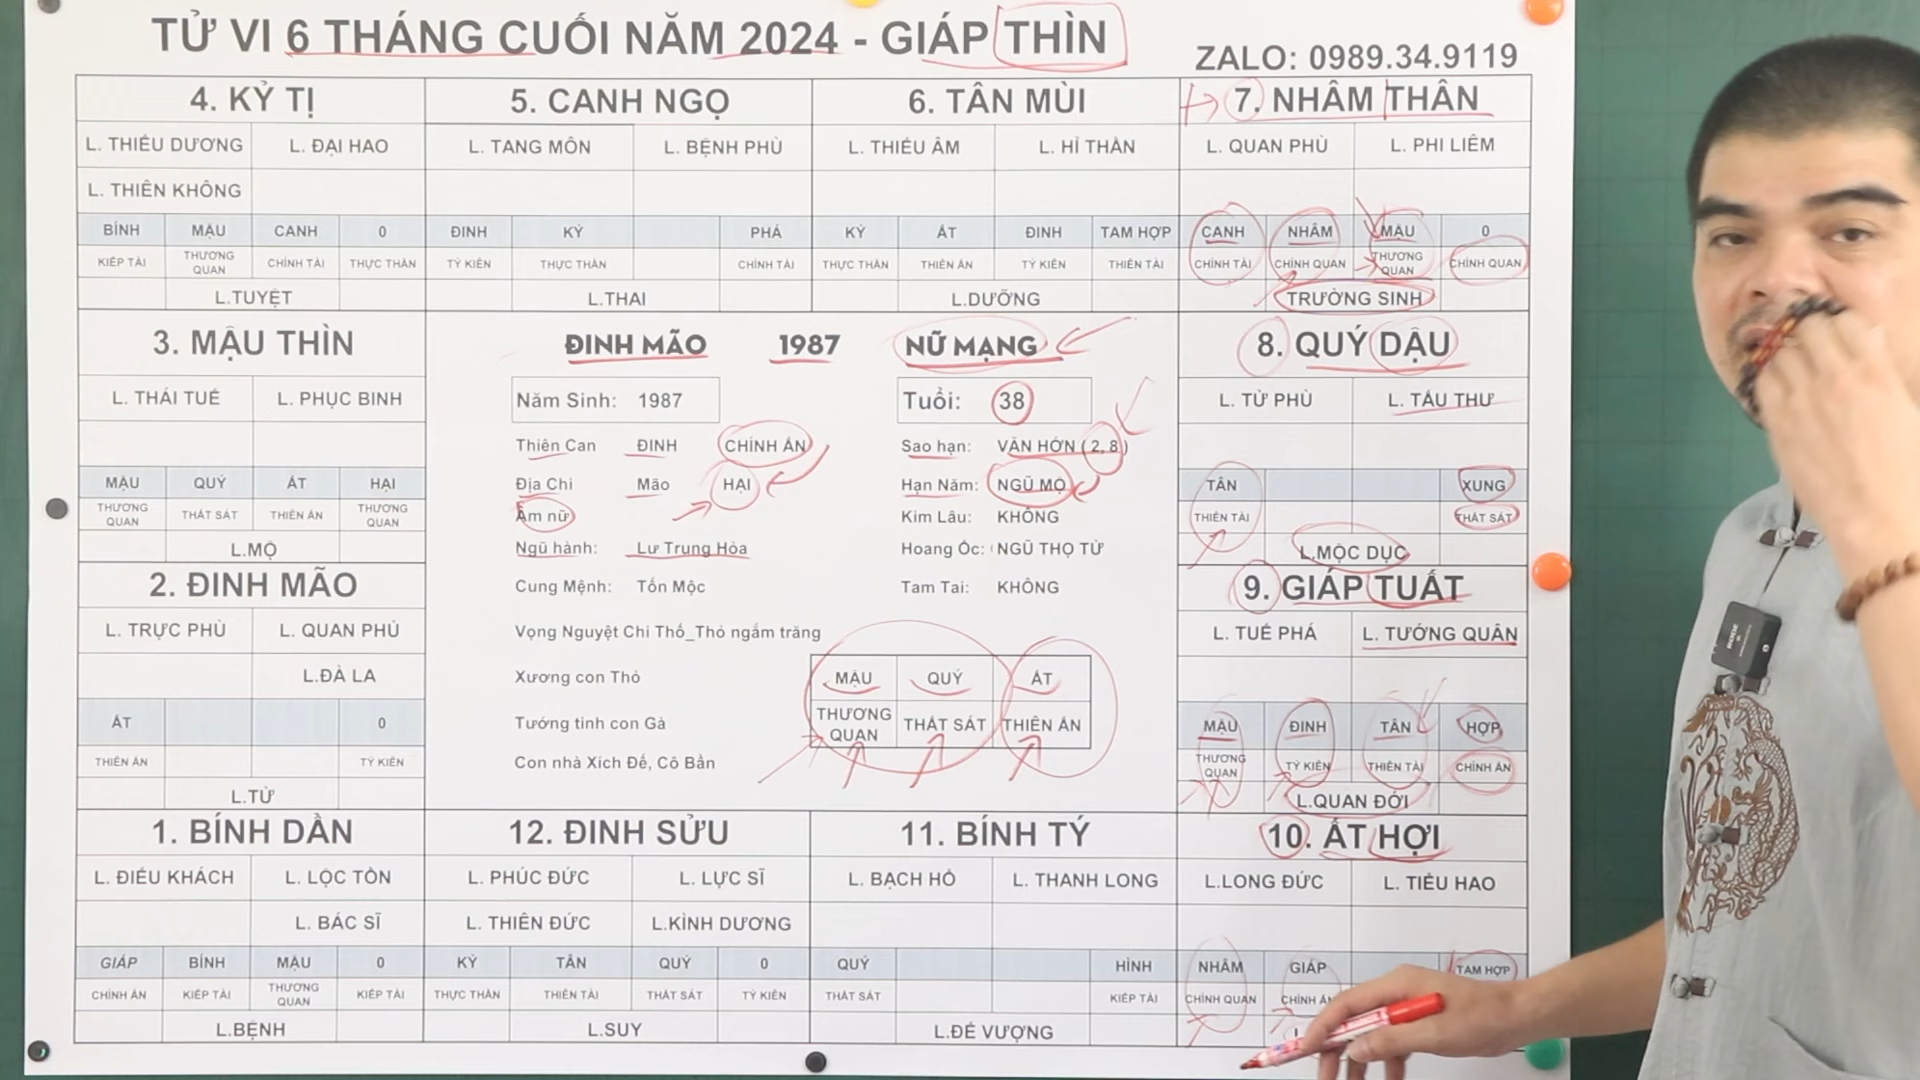 TỬ VI 6 THÁNG CUỐI NĂM 2024 - GIÁP THÌN
ZALO: 0989.34.9119
4. KỶ TỊ
L. THIẾU DƯƠNG L. ĐẠI HAO
L. THIÊN KHÔNG
BÍNH MẬU CANH 0
KIẾP TÀI THƯƠNG QUAN CHÍNH TÀI THỰC THẦN
L.TUYỆT
5. CANH NGỌ
L. TANG MÔN L. BỆNH PHÙ
ĐINH KỶ PHÁ
TỶ KIÊN THỰC THẦN CHÍNH TÀI
L.THAI
6. TÂN MÙI
L. THIẾU ÂM L. HỈ THẦN
KỶ ẤT ĐINH TAM HỢP
THỰC THẦN THIÊN ẤN TỶ KIÊN THIÊN TÀI
L.DƯỠNG
7. NHÂM THÂN
L. QUAN PHÙ L. PHI LIÊM
CANH NHÂM MẬU 0
CHÍNH TÀI CHÍNH QUAN THƯƠNG QUAN CHÍNH QUAN
TRƯỜNG SINH
3. MẬU THÌN
L. THÁI TUẾ L. PHỤC BINH
MẬU QUÝ ẤT HẠI
THƯƠNG QUAN THẤT SÁT THIÊN ẤN THƯƠNG QUAN
L.MỘ
ĐINH MÃO 1987 NỮ MẠNG
Năm Sinh: 1987 Tuổi: 38
Thiên Can ĐINH CHÍNH ẤN Sao hạn: VĂN HỚN ( 2, 8 )
Địa Chi Mão HẠI Hạn Năm: NGŨ MỘ
Âm nữ Kim Lâu: KHÔNG
Ngũ hành: Lư Trung Hỏa Hoang Ốc: NGŨ THỌ TỬ
Cung Mệnh: Tốn Mộc Tam Tai: KHÔNG
Vọng Nguyệt Chi Thố_Thỏ ngắm trăng
Xương con Thỏ
Tướng tinh con Gà
Con nhà Xích Đế, Cô Bần
MẬU QUÝ ẤT
THƯƠNG QUAN THẤT SÁT THIÊN ẤN
8. QUÝ DẬU
L. TỬ PHÙ L. TẤU THƯ
TÂN XUNG
THIÊN TÀI THẤT SÁT
L.MỘC DỤC
2. ĐINH MÃO
L. TRỰC PHÙ L. QUAN PHỦ
L.ĐÀ LA
ẤT 0
THIÊN ẤN TỶ KIÊN
L.TỬ
9. GIÁP TUẤT
L. TUẾ PHÁ L. TƯỚNG QUÂN
MẬU ĐINH TÂN HỢP
THƯƠNG QUAN TỶ KIÊN THIÊN TÀI CHÍNH ẤN
L.QUAN ĐỚI
1. BÍNH DẦN
L. ĐIẾU KHÁCH L. LỘC TỒN
L. BÁC SĨ
GIÁP BÍNH MẬU 0
CHÍNH ẤN KIẾP TÀI THƯƠNG QUAN KIẾP TÀI
L.BỆNH
12. ĐINH SỬU
L. PHÚC ĐỨC L. LỰC SĨ
L. THIÊN ĐỨC L.KÌNH DƯƠNG
KỶ TÂN QUÝ 0
THỰC THẦN THIÊN TÀI THẤT SÁT TỶ KIÊN
L.SUY
11. BÍNH TÝ
L. BẠCH HỔ L. THANH LONG
QUÝ HÌNH
THẤT SÁT KIẾP TÀI
L.ĐẾ VƯỢNG
10. ẤT HỢI
L.LONG ĐỨC L. TIỂU HAO
NHÂM GIÁP TAM HỢP
CHÍNH QUAN CHÍNH ẤN